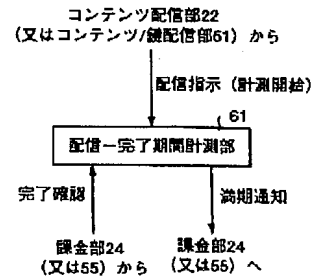 コンテンツ配信部22
(又はコンテンツ/鍵配信部51) から
配信指示 (計測開始)
61
配信－完了期間計測部
完了確認
満期通知
課金部24
(又は55) から
課金部24
(又は55) へ